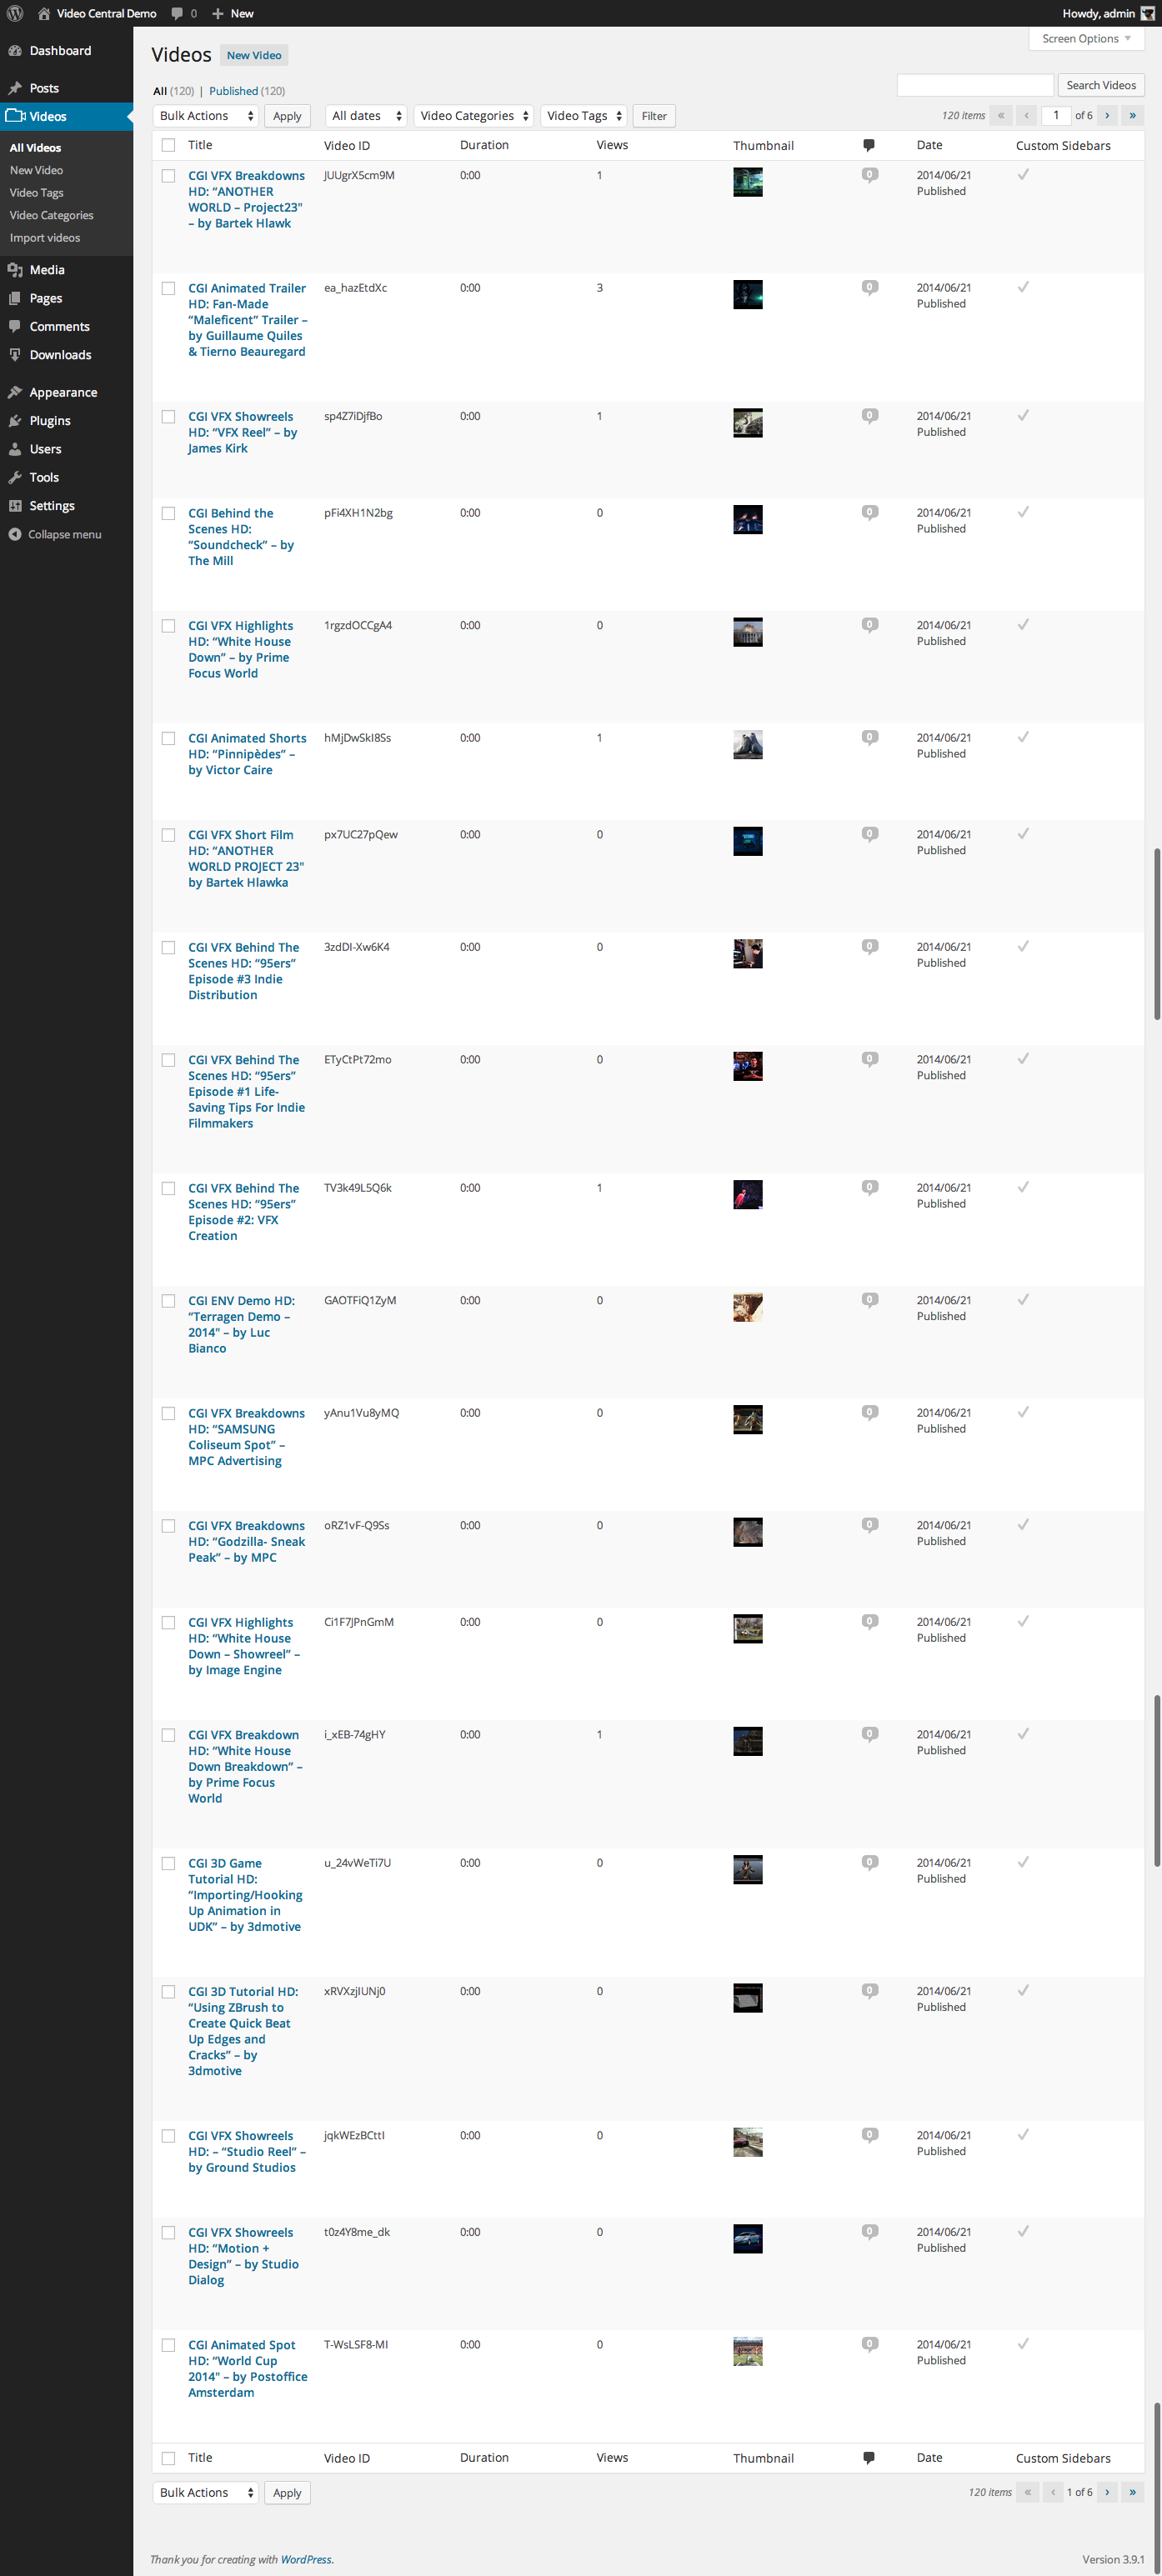 Video Central Demo 0 New Howdy, admin
Dashboard
Posts
Videos
All Videos
New Video
Video Tags
Video Categories
Import videos
Media
Pages
Comments
Downloads
Appearance
Plugins
Users
Tools
Settings
Collapse menu
Screen Options
Videos New Video
All (120) | Published (120)
Search Videos
Bulk Actions Apply All dates Video Categories Video Tags Filter 120 items « ‹ 1 of 6 › »
Title Video ID Duration Views Thumbnail Date Custom Sidebars
CGI VFX Breakdowns JUUgrX5cm9M 0:00 1 0 2014/06/21
HD: “ANOTHER Published
WORLD – Project23"
– by Bartek Hlawk
CGI Animated Trailer ea_hazEtdXc 0:00 3 0 2014/06/21
HD: Fan-Made Published
“Maleficent” Trailer –
by Guillaume Quiles
& Tierno Beauregard
CGI VFX Showreels sp4Z7iDjfBo 0:00 1 0 2014/06/21
HD: “VFX Reel” – by Published
James Kirk
CGI Behind the pFi4XH1N2bg 0:00 0 0 2014/06/21
Scenes HD: Published
“Soundcheck” – by
The Mill
CGI VFX Highlights 1rgzdOCCgA4 0:00 0 0 2014/06/21
HD: “White House Published
Down” – by Prime
Focus World
CGI Animated Shorts hMjDwSkI8Ss 0:00 1 0 2014/06/21
HD: “Pinnipèdes” – Published
by Victor Caire
CGI VFX Short Film px7UC27pQew 0:00 0 0 2014/06/21
HD: “ANOTHER Published
WORLD PROJECT 23"
by Bartek Hlawka
CGI VFX Behind The 3zdDI-Xw6K4 0:00 0 0 2014/06/21
Scenes HD: “95ers” Published
Episode #3 Indie
Distribution
CGI VFX Behind The ETyCtPt72mo 0:00 0 0 2014/06/21
Scenes HD: “95ers” Published
Episode #1 Life-
Saving Tips For Indie
Filmmakers
CGI VFX Behind The TV3k49L5Q6k 0:00 1 0 2014/06/21
Scenes HD: “95ers” Published
Episode #2: VFX
Creation
CGI ENV Demo HD: GAOTFiQ1ZyM 0:00 0 0 2014/06/21
“Terragen Demo – Published
2014" – by Luc
Bianco
CGI VFX Breakdowns yAnu1Vu8yMQ 0:00 0 0 2014/06/21
HD: “SAMSUNG Published
Coliseum Spot” –
MPC Advertising
CGI VFX Breakdowns oRZ1vF-Q9Ss 0:00 0 0 2014/06/21
HD: “Godzilla- Sneak Published
Peak” – by MPC
CGI VFX Highlights Ci1F7JPnGmM 0:00 0 0 2014/06/21
HD: “White House Published
Down – Showreel” –
by Image Engine
CGI VFX Breakdown i_xEB-74gHY 0:00 1 0 2014/06/21
HD: “White House Published
Down Breakdown” –
by Prime Focus
World
CGI 3D Game u_24vWeTi7U 0:00 0 0 2014/06/21
Tutorial HD: Published
“Importing/Hooking
Up Animation in
UDK” – by 3dmotive
CGI 3D Tutorial HD: xRVXzjIUNj0 0:00 0 0 2014/06/21
“Using ZBrush to Published
Create Quick Beat
Up Edges and
Cracks” – by
3dmotive
CGI VFX Showreels jqkWEzBCttI 0:00 0 0 2014/06/21
HD: – “Studio Reel” – Published
by Ground Studios
CGI VFX Showreels t0z4Y8me_dk 0:00 0 0 2014/06/21
HD: “Motion + Published
Design” – by Studio
Dialog
CGI Animated Spot T-WsLSF8-MI 0:00 0 0 2014/06/21
HD: “World Cup Published
2014" – by Postoffice
Amsterdam
Title Video ID Duration Views Thumbnail Date Custom Sidebars
Bulk Actions Apply 120 items « ‹ 1 of 6 › »
Thank you for creating with WordPress. Version 3.9.1